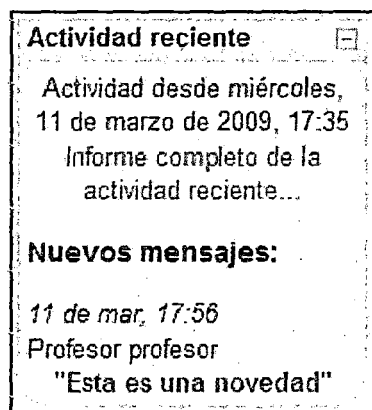 Actividad reciente
Actividad desde miércoles,
11 de marzo de 2009, 17:35
Informe completo de la
actividad reciente...
Nuevos mensajes:
11 de mar, 17:56
Profesor profesor
"Esta es una novedad"